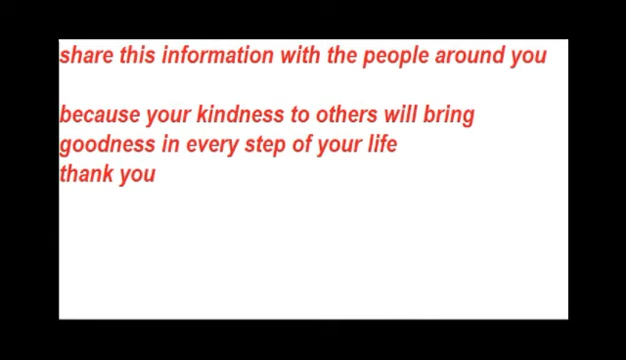 share this information with the people around you
because your kindness to others will bring
goodness in every step of your life
thank you